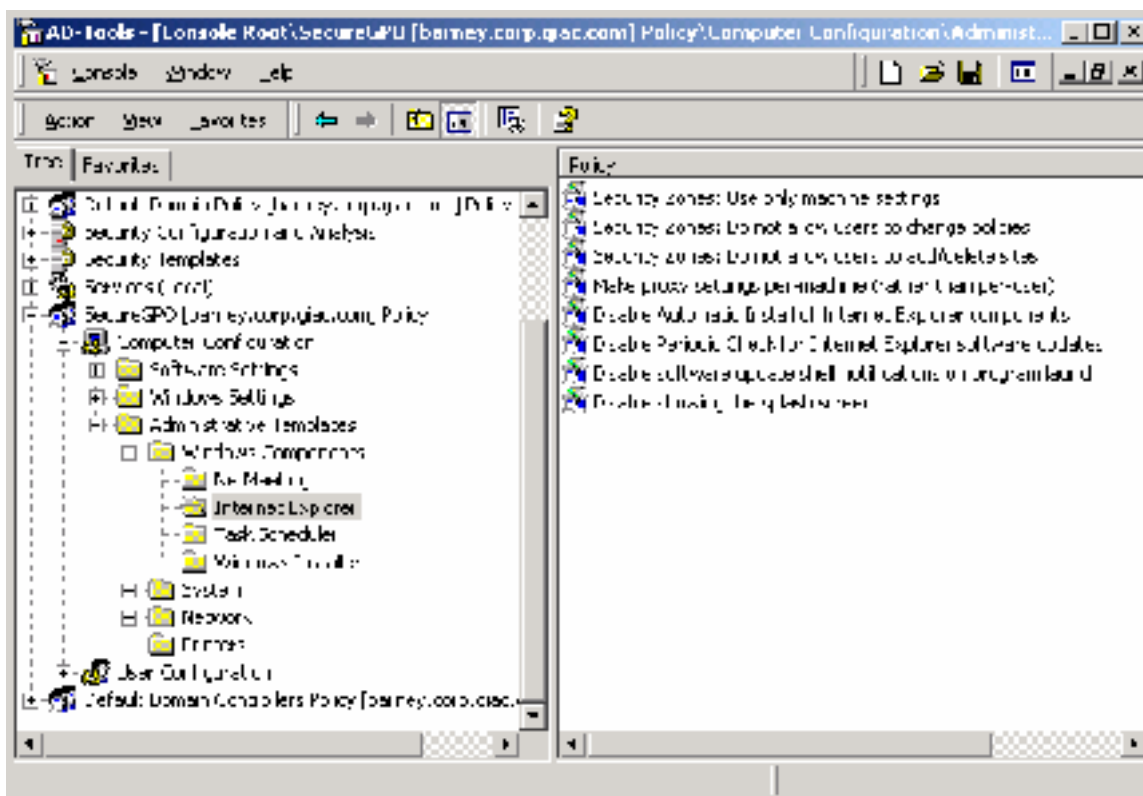 AD-Tools - [Console Root\SecureGPO [barney.corp.giac.com] Policy\Computer Configuration\Administ...
Console Window Help
Action View Favorites
Tree Favorites
Default Domain Policy [barney.corp.giac.com] Policy
Security Configuration and Analysis
Security Templates
Services (Local)
SecureGPO [barney.corp.giac.com] Policy
Computer Configuration
Software Settings
Windows Settings
Administrative Templates
Windows Components
NetMeeting
Internet Explorer
Task Scheduler
Windows Installer
System
Network
Printers
User Configuration
Default Domain Controllers Policy [barney.corp.giac.
Policy
Security Zones: Use only machine settings
Security Zones: Do not allow users to change policies
Security Zones: Do not allow users to add/delete sites
Make proxy settings per-machine (rather than per-user)
Disable Automatic Install of Internet Explorer components
Disable Periodic Check for Internet Explorer software updates
Disable software update shell notifications on program launch
Disable showing the splash screen